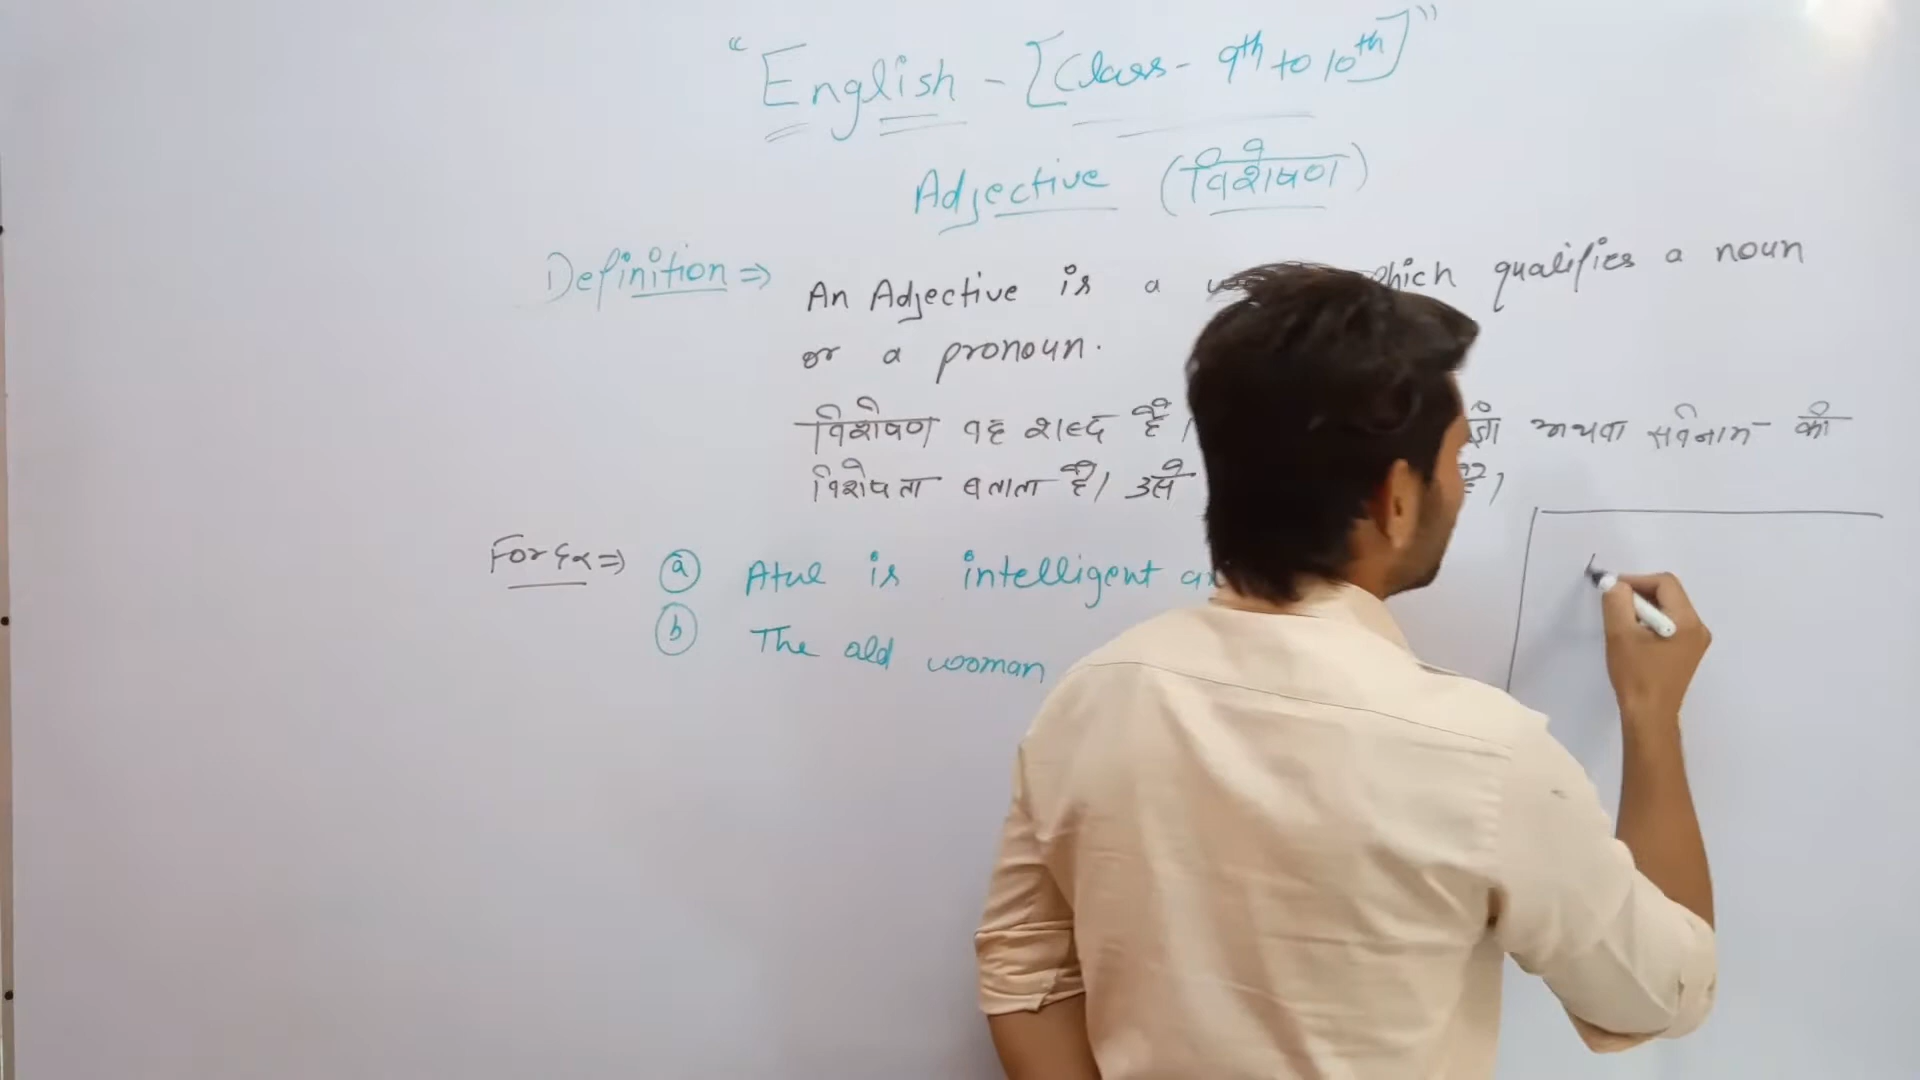 "English - [Class - 9th to 10th]"
Adjective (विशेषण)
Definition ⇒ An Adjective is a which qualifies a noun
or a pronoun.
विशेषण वह शब्द है। अथवा सर्वनाम की
विशेषता बताता है। उसे है।
For Ex ⇒ (a) Atul is intelligent
(b) The old woman